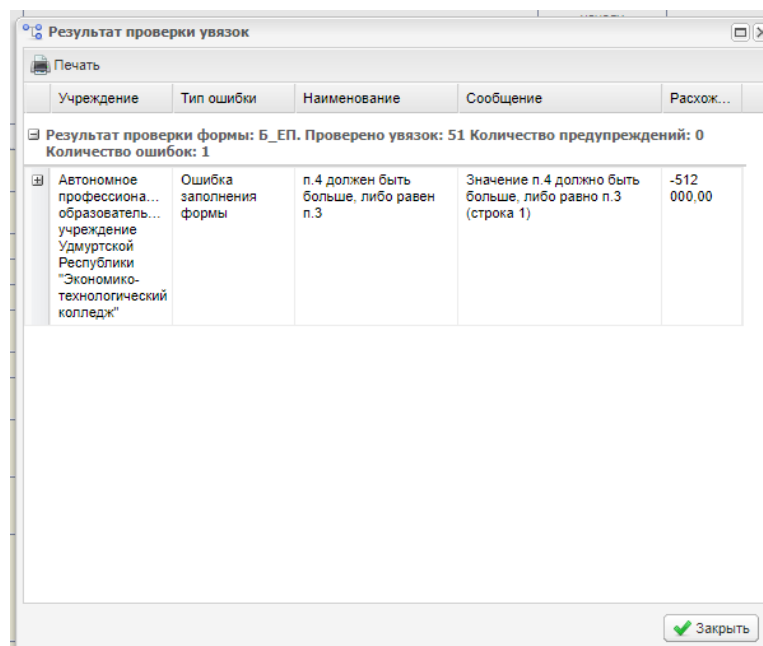 Результат проверки увязок
Печать
Учреждение Тип ошибки Наименование Сообщение Расхож...
Результат проверки формы: Б_ЕП. Проверено увязок: 51 Количество предупреждений: 0
Количество ошибок: 1
Автономное Ошибка п.4 должен быть Значение п.4 должно быть -512
профессиона... заполнения больше, либо равен больше, либо равно п.3 000,00
образователь... формы п.3 (строка 1)
учреждение
Удмуртской
Республики
"Экономико-
технологический
колледж"
Закрыть